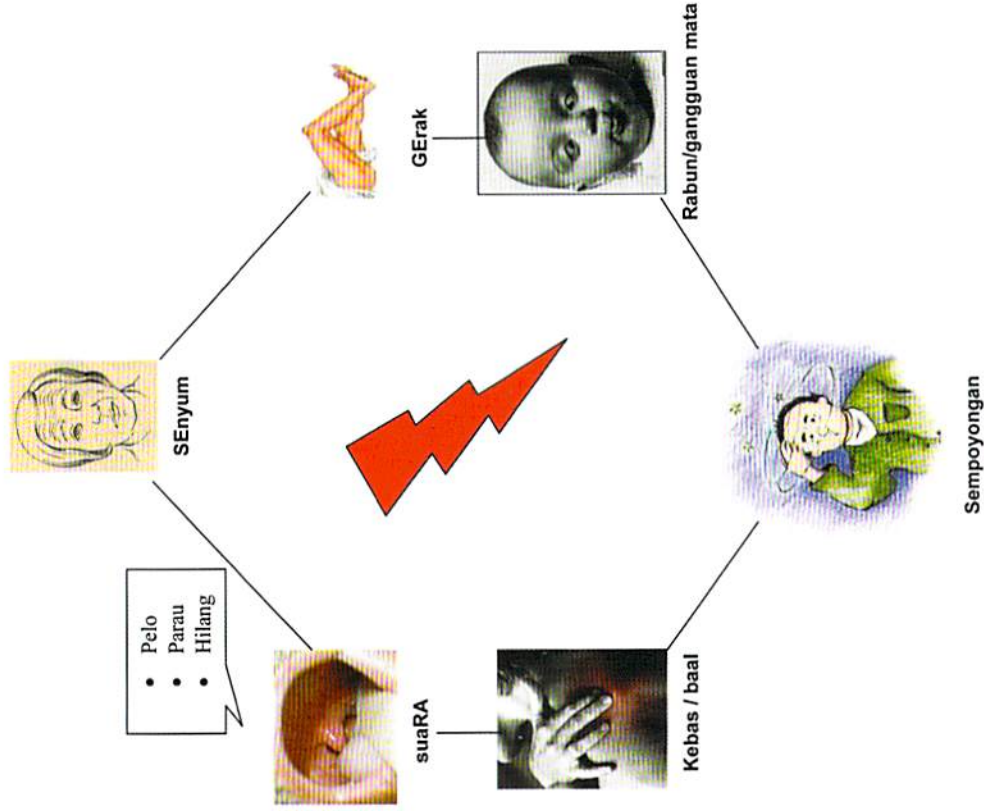 • Pelo
• Parau
• Hilang
SEnyum
suaRA
GErak
Kebas / baal
Rabun/gangguan mata
Sempoyongan